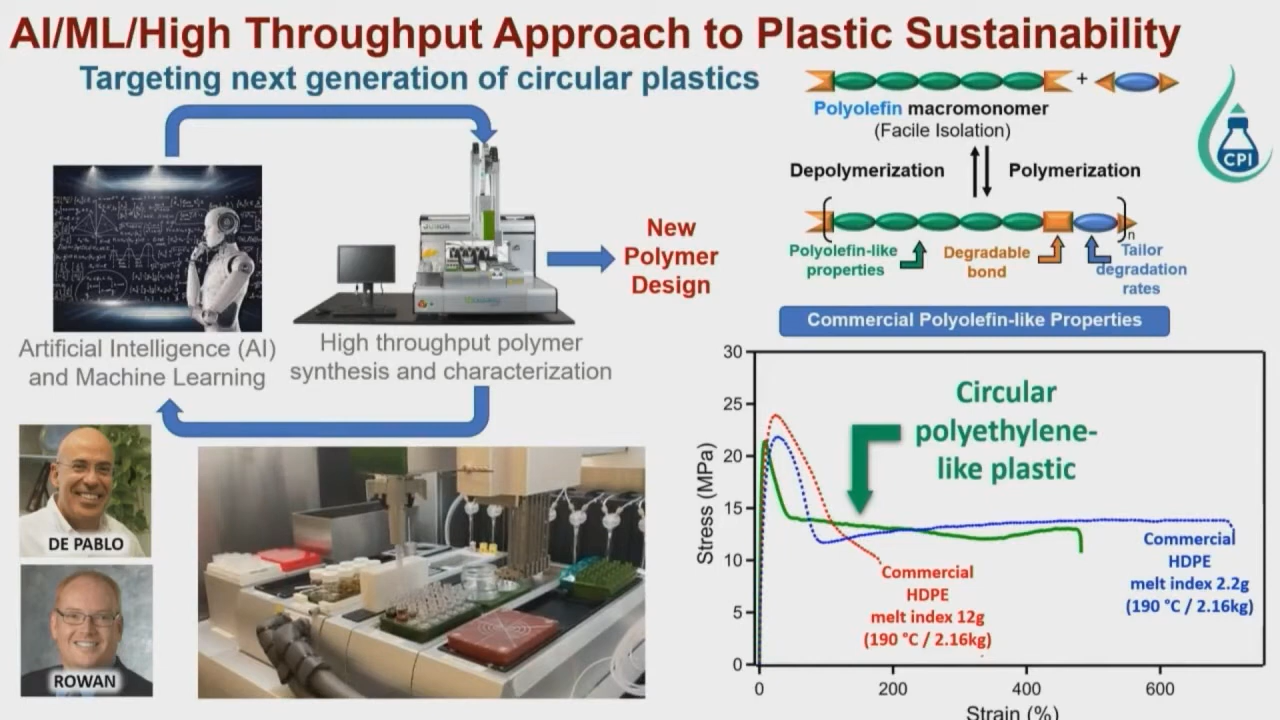 AI/ML/High Throughput Approach to Plastic Sustainability
Targeting next generation of circular plastics
Artificial Intelligence (AI)
and Machine Learning
High throughput polymer
synthesis and characterization
New
Polymer
Design
DE PABLO
ROWAN
+
Polyolefin macromonomer
(Facile Isolation)
Depolymerization
Polymerization
n
Polyolefin-like
properties
Degradable
bond
Tailor
degradation
rates
CPI
Commercial Polyolefin-like Properties
Circular
polyethylene-
like plastic
Commercial
HDPE
melt index 12g
(190 °C / 2.16kg)
Commercial
HDPE
melt index 2.2g
(190 °C / 2.16kg)
Stress (MPa)
30
25
20
15
10
5
0
0 200 400 600
Strain (%)